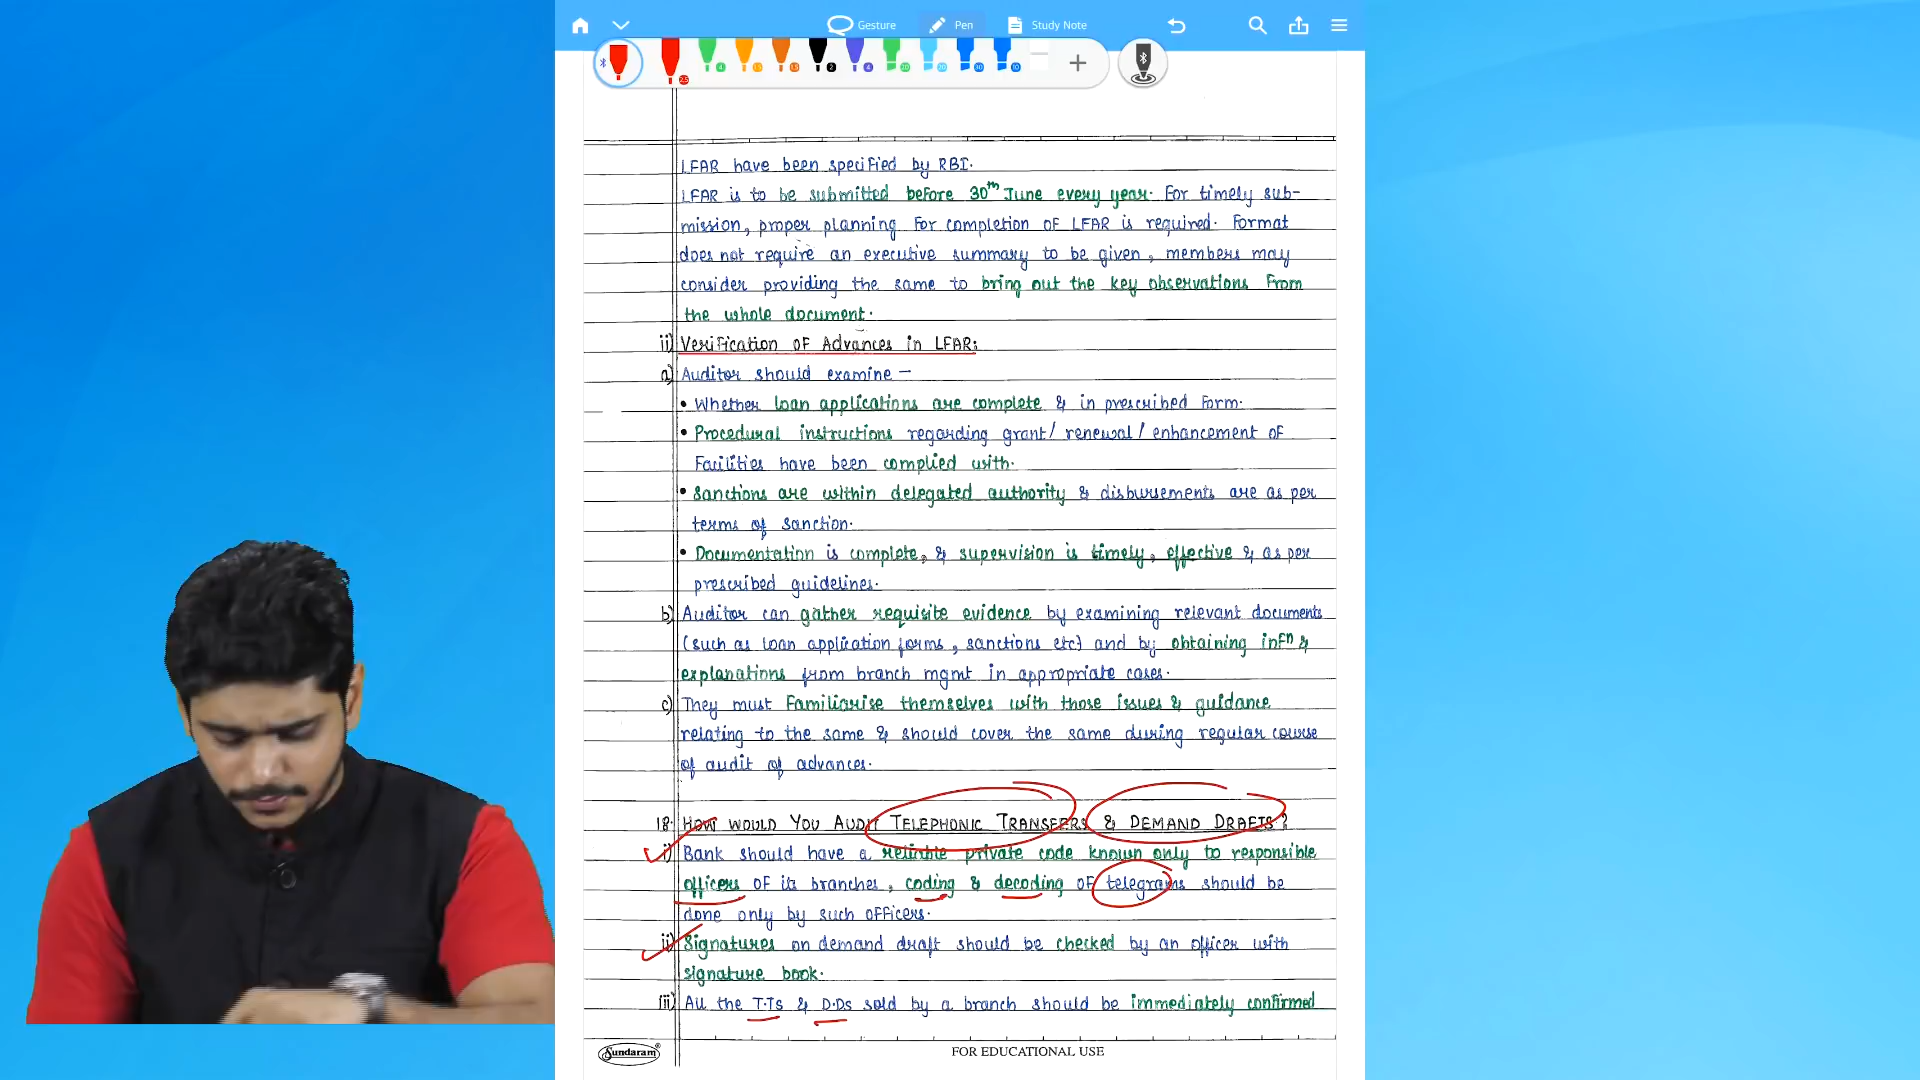 Gesture Pen Study Note
LFAR have been specified by RBI.
LFAR is to be submitted before 30th June every year. For timely sub-
mission, proper planning for completion of LFAR is required. Format
does not require an executive summary to be given, members may
consider providing the same to bring out the key observations from
the whole document.
ii) Verification of Advances in LFAR:
a) Auditor should examine –
• Whether loan applications are complete & in prescribed form.
• Procedural instructions regarding grant/ renewal/ enhancement of
facilities have been complied with.
• Sanctions are within delegated authority & disbursements are as per
terms of sanction.
• Documentation is complete, & supervision is timely, effective & as per
prescribed guidelines.
b) Auditor can gather requisite evidence by examining relevant documents
(such as loan application forms, sanctions etc) and by obtaining infn &
explanations from branch mgmt in appropriate cases.
c) They must familiarise themselves with those issues & guidance
relating to the same & should cover the same during regular course
of audit of advances.
18. HOW WOULD YOU AUDIT TELEPHONIC TRANSFERS & DEMAND DRAFTS?
i) Bank should have a reliable private code known only to responsible
officers of its branches, coding & decoding of telegrams should be
done only by such officers.
ii) Signatures on demand draft should be checked by an officer with
signature book.
iii) All the T.Ts & D.Ds sold by a branch should be immediately confirmed
Sundaram
FOR EDUCATIONAL USE